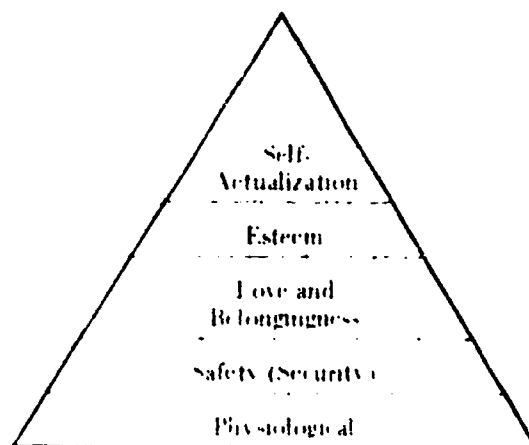 Self-
Actualization
Esteem
Love and
Belongingness
Safety (Security)
Physiological